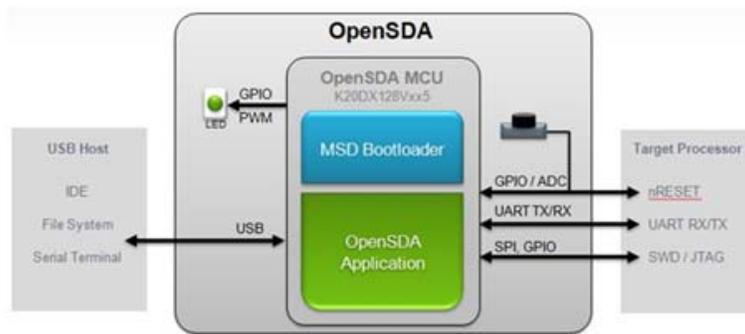 OpenSDA
OpenSDA MCU
K20DX128Vxx5
GPIO
PWM
LED
MSD Bootloader
USB Host
IDE
File System
Serial Terminal
USB
OpenSDA
Application
GPIO / ADC
UART TX/RX
SPI, GPIO
Target Processor
nRESET
UART RX/TX
SWD / JTAG